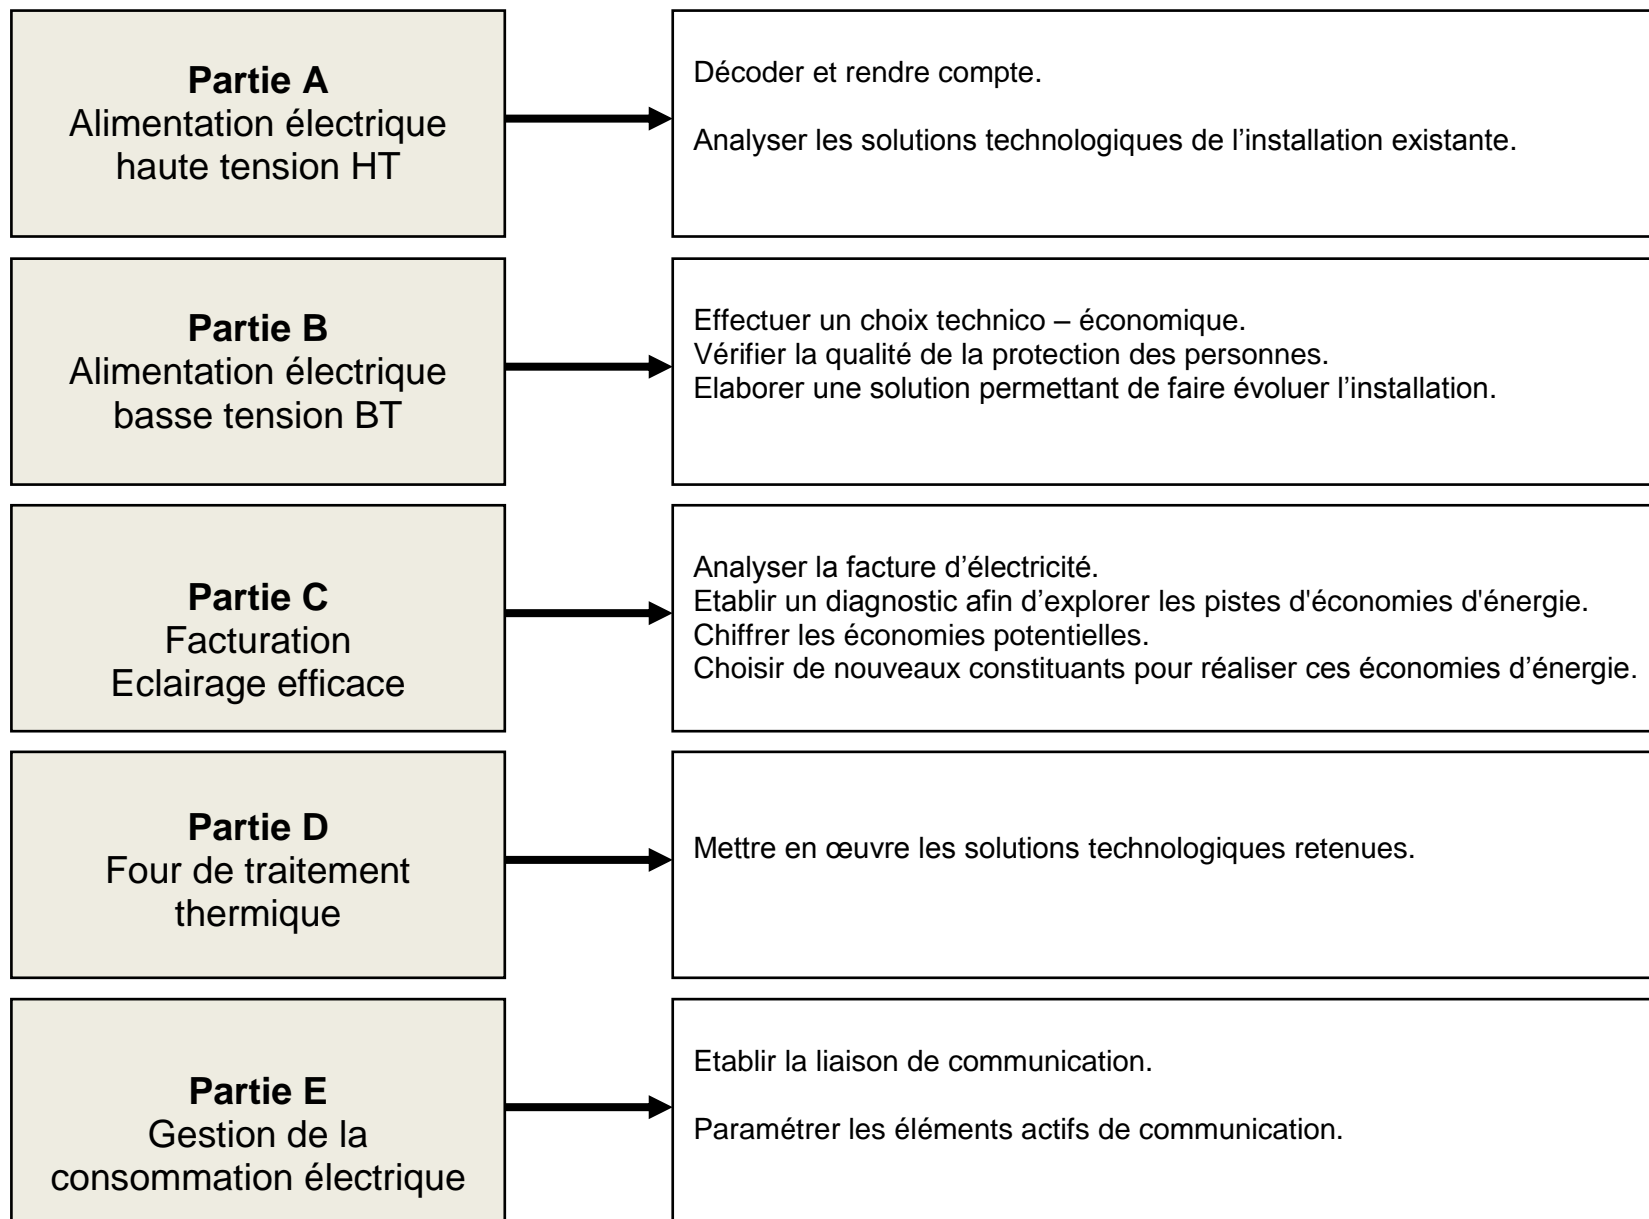 Partie A
Alimentation électrique
haute tension HT
Décoder et rendre compte.
Analyser les solutions technologiques de l’installation existante.
Partie B
Alimentation électrique
basse tension BT
Effectuer un choix technico – économique.
Vérifier la qualité de la protection des personnes.
Elaborer une solution permettant de faire évoluer l’installation.
Partie C
Facturation
Eclairage efficace
Analyser la facture d’électricité.
Etablir un diagnostic afin d’explorer les pistes d'économies d'énergie.
Chiffrer les économies potentielles.
Choisir de nouveaux constituants pour réaliser ces économies d’énergie.
Partie D
Four de traitement
thermique
Mettre en œuvre les solutions technologiques retenues.
Partie E
Gestion de la
consommation électrique
Etablir la liaison de communication.
Paramétrer les éléments actifs de communication.